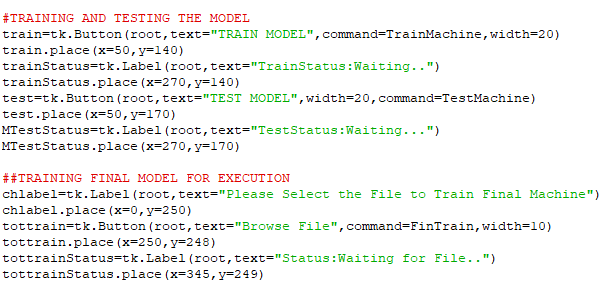 #TRAINING AND TESTING THE MODEL
train=tk.Button(root,text="TRAIN MODEL",command=TrainMachine,width=20)
train.place(x=50,y=140)
trainStatus=tk.Label(root,text="TrainStatus:Waiting..")
trainStatus.place(x=270,y=140)
test=tk.Button(root,text="TEST MODEL",width=20,command=TestMachine)
test.place(x=50,y=170)
MTestStatus=tk.Label(root,text="TestStatus:Waiting...")
MTestStatus.place(x=270,y=170)
##TRAINING FINAL MODEL FOR EXECUTION
chlabel=tk.Label(root,text="Please Select the File to Train Final Machine")
chlabel.place(x=0,y=250)
tottrain=tk.Button(root,text="Browse File",command=FinTrain,width=10)
tottrain.place(x=250,y=248)
tottrainStatus=tk.Label(root,text="Status:Waiting for File..")
tottrainStatus.place(x=345,y=249)